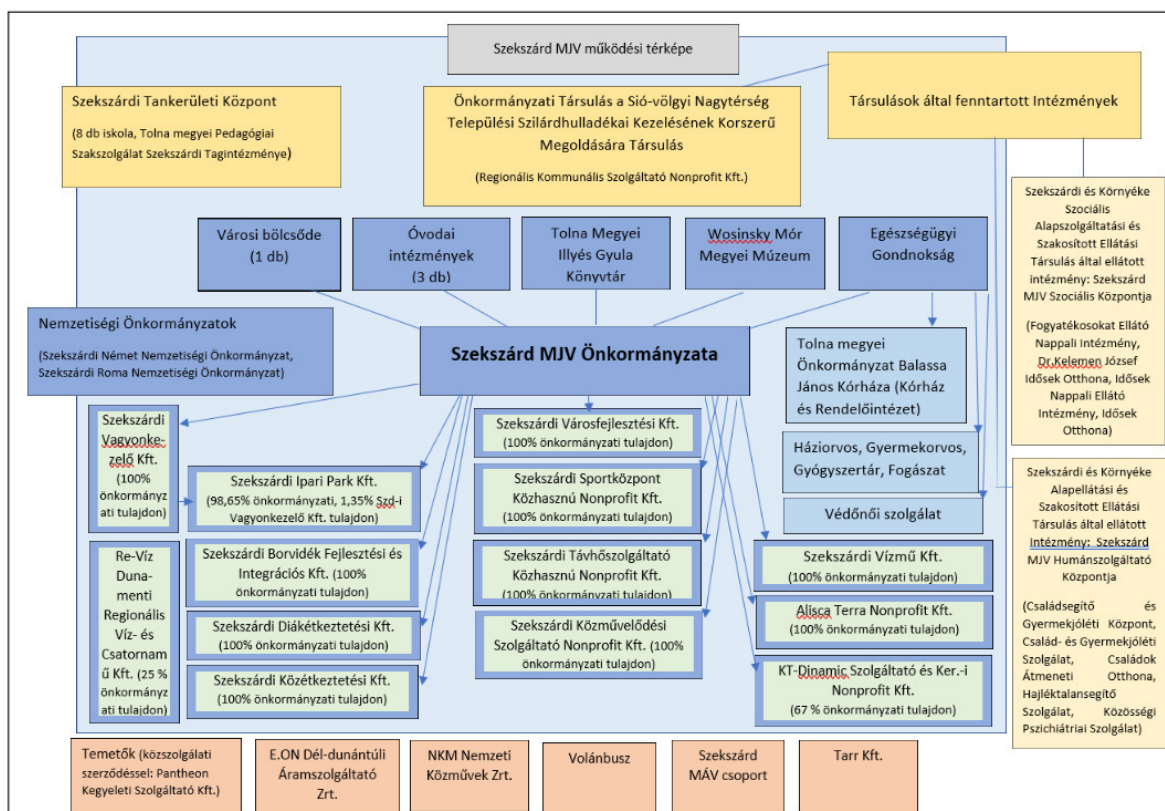 Szekszárd MJV működési térképe
Szekszárdi Tankerületi Központ
(8 db iskola, Tolna megyei Pedagógiai
Szakszolgálat Szekszárdi Tagintézménye)
Önkormányzati Társulás a Sió-völgyi Nagytérség
Települési Szilárdhulladékai Kezelésének Korszerű
Megoldására Társulás
(Regionális Kommunális Szolgáltató Nonprofit Kft.)
Társulások által fenntartott Intézmények
Városi bölcsőde
(1 db)
Óvodai
intézmények
(3 db)
Tolna Megyei
Illyés Gyula
Könyvtár
Wosinsky Mór
Megyei Múzeum
Egészségügyi
Gondnokság
Szekszárdi és Környéke
Szociális
Alapszolgáltatási és
Szakosított Ellátási
Társulás által ellátott
intézmény: Szekszárd
MJV Szociális Központja
(Fogyatékosokat Ellátó
Nappali Intézmény,
Dr.Kelemen József
Idősek Otthona, Idősek
Nappali Ellátó
Intézmény, Idősek
Otthona)
Nemzetiségi Önkormányzatok
(Szekszárdi Német Nemzetiségi Önkormányzat,
Szekszárdi Roma Nemzetiségi Önkormányzat)
Szekszárd MJV Önkormányzata
Tolna megyei
Önkormányzat Balassa
János Kórháza (Kórház
és Rendelőintézet)
Háziorvos, Gyermekorvos,
Gyógyszertár, Fogászat
Védőnői szolgálat
Szekszárdi
Vagyonke-
zelő Kft.
(100%
önkormányz
ati tulajdon)
Szekszárdi Ipari Park Kft.
(98,65% önkormányzati, 1,35% Szd-i
Vagyonkezelő Kft. tulajdon)
Szekszárdi Városfejlesztési Kft.
(100% önkormányzati tulajdon)
Szekszárdi Sportközpont
Közhasznú Nonprofit Kft.
(100% önkormányzati tulajdon)
Re-Víz
Duna-
menti
Regionális
Víz- és
Csatornam
ű Kft. (25 %
önkormányz
ati tulajdon)
Szekszárdi Borvidék Fejlesztési és
Integrációs Kft. (100%
önkormányzati tulajdon)
Szekszárdi Diákétkeztetési Kft.
(100% önkormányzati tulajdon)
Szekszárdi Közétkeztetési Kft.
(100% önkormányzati tulajdon)
Szekszárdi Távhőszolgáltató
Közhasznú Nonprofit Kft.
(100% önkormányzati tulajdon)
Szekszárdi Közművelődési
Szolgáltató Nonprofit Kft. (100%
önkormányzati tulajdon)
Szekszárdi Vízmű Kft.
(100% önkormányzati tulajdon)
Alisca Terra Nonprofit Kft.
(100% önkormányzati tulajdon)
KT-Dinamic Szolgáltató és Ker.-i
Nonprofit Kft.
(67 % önkormányzati tulajdon)
Szekszárdi és Környéke
Alapellátási és
Szakosított Ellátási
Társulás által ellátott
Intézmény: Szekszárd
MJV Humánszolgáltató
Központja
(Családsegítő és
Gyermekjóléti Központ,
Család- és Gyermekjóléti
Szolgálat, Családok
Átmeneti Otthona,
Hajléktalansegítő
Szolgálat, Közösségi
Pszichiátriai Szolgálat)
Temetők (közszolgálati
szerződéssel: Pantheon
Kegyeleti Szolgáltató Kft.)
E.ON Dél-dunántúli
Áramszolgáltató
Zrt.
NKM Nemzeti
Közművek Zrt.
Volánbusz
Szekszárd
MÁV csoport
Tarr Kft.